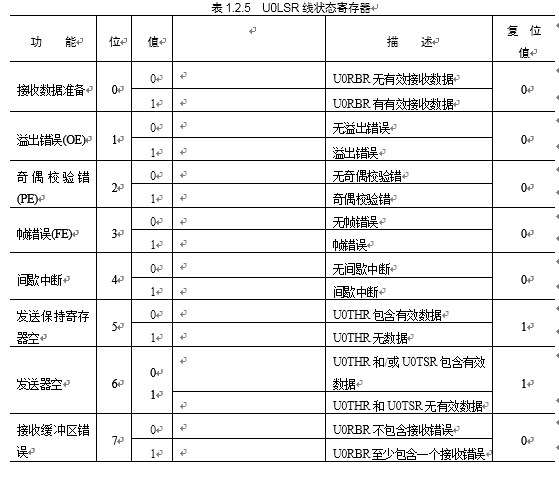 表 1.2.5 U0LSR 线状态寄存器
功 能 位 值 描 述 复 位
值
接收数据准备 0 0 U0RBR 无有效接收数据 0
1 U0RBR 有有效接收数据
溢出错误(OE) 1 0 无溢出错误 0
1 溢出错误
奇偶校验错
(PE) 2 0 无奇偶校验错 0
1 奇偶校验错
帧错误(FE) 3 0 无帧错误 0
1 帧错误
间歇中断 4 0 无间歇中断 0
1 间歇中断
发送保持寄存
器空 5 0 U0THR 包含有效数据 1
1 U0THR 无数据
发送器空 6 0 U0THR 和/或 U0TSR 包含有效
数据 1
1 U0THR 和 U0TSR 无有效数据
接收缓冲区错
误 7 0 U0RBR 不包含接收错误 0
1 U0RBR 至少包含一个接收错误